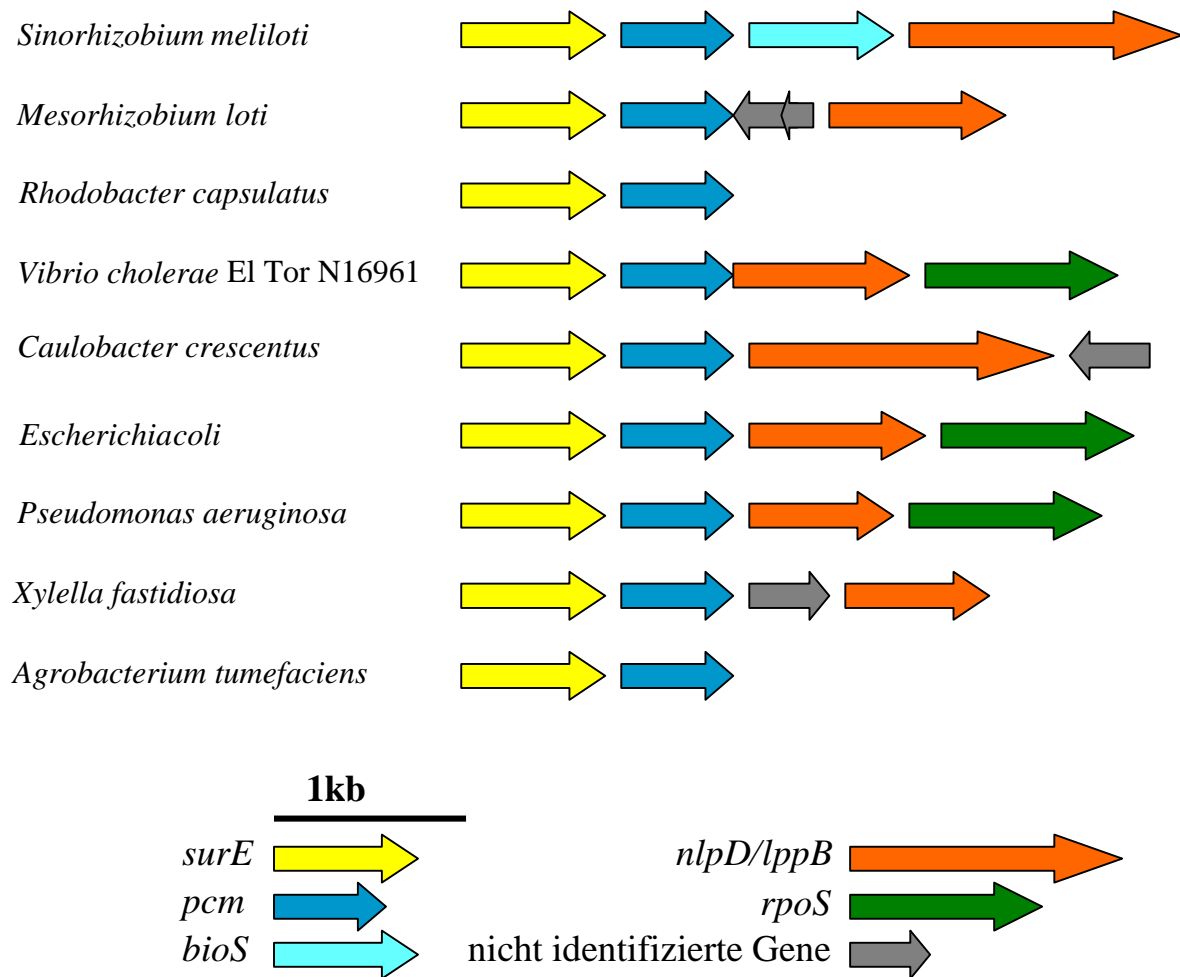 Sinorhizobium meliloti
Mesorhizobium loti
Rhodobacter capsulatus
Vibrio cholerae El Tor N16961
Caulobacter crescentus
Escherichiacoli
Pseudomonas aeruginosa
Xylella fastidiosa
Agrobacterium tumefaciens
1kb
surE
nlpD/lppB
pcm
rpoS
bioS
nicht identifizierte Gene